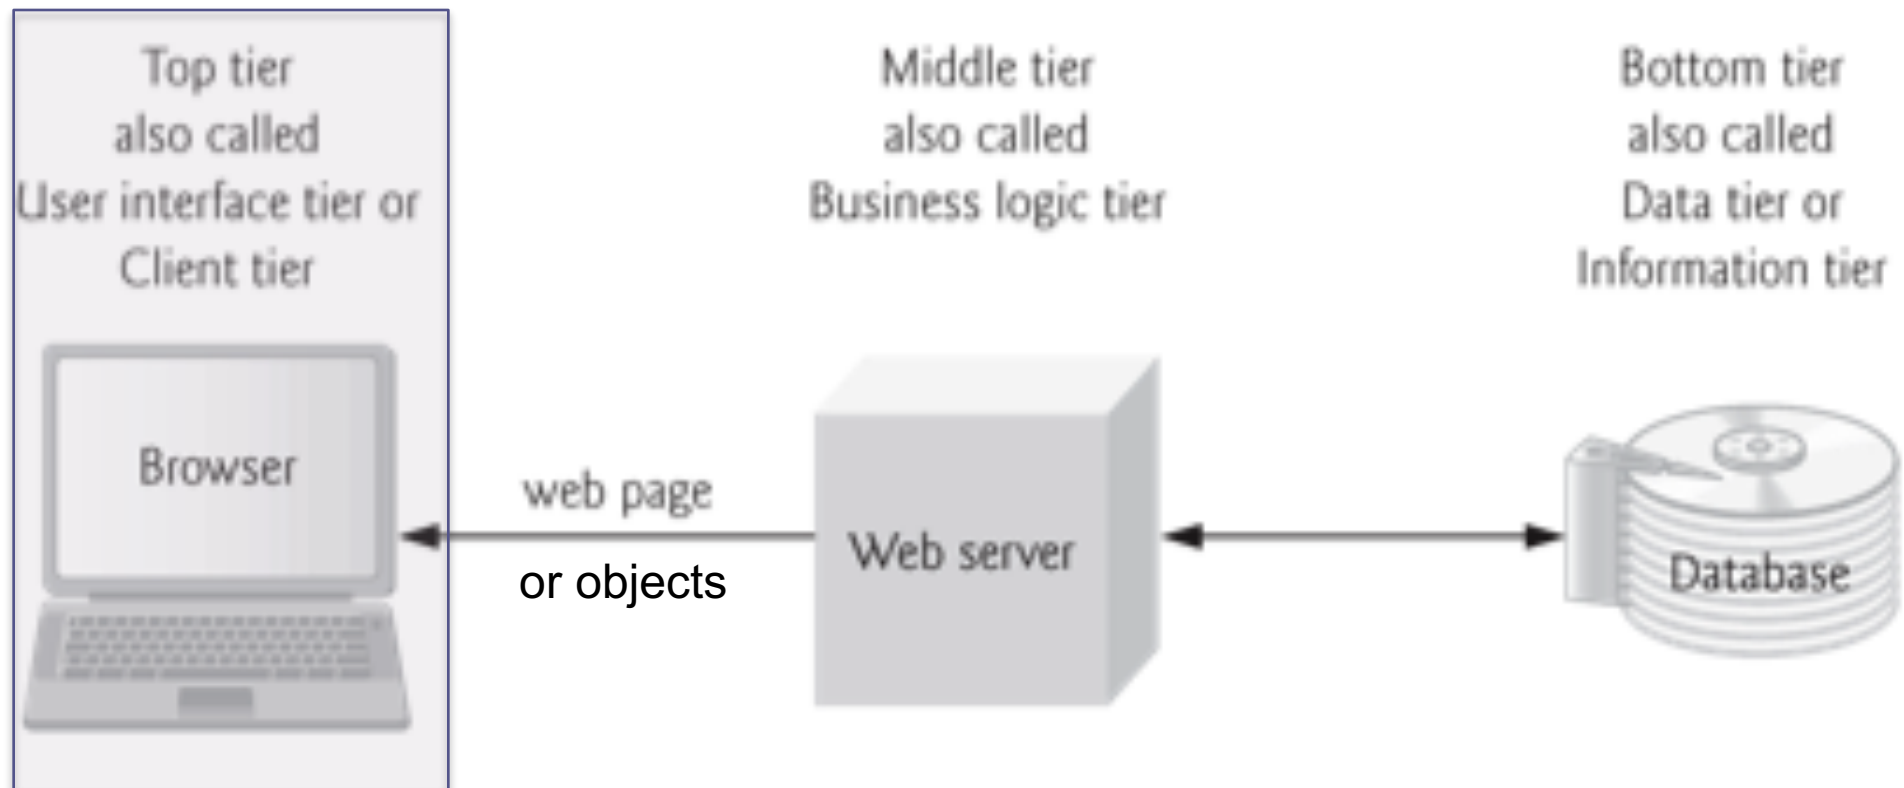 Top tier
also called
User interface tier or
Client tier
Middle tier
also called
Business logic tier
Bottom tier
also called
Data tier or
Information tier
Browser
web page
or objects
Web server
Database